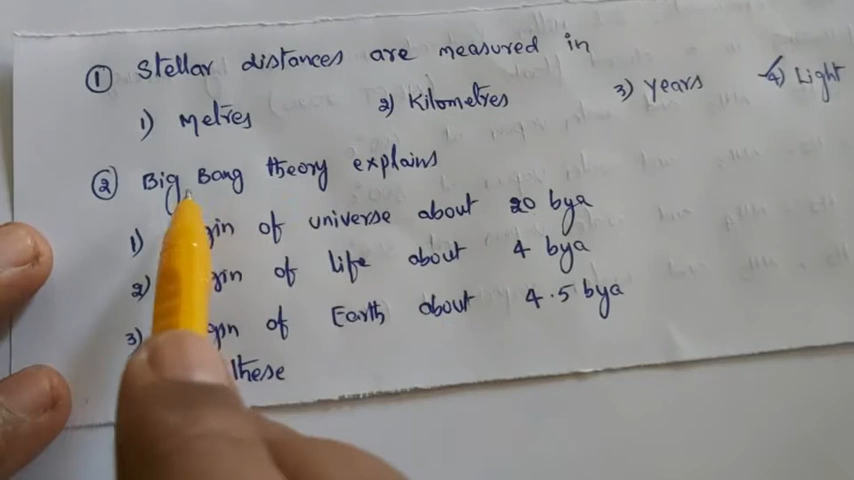 ① Stellar distances are measured in
1) Metres 2) Kilometres 3) Years 4) Light
② Big Bang theory explains
1) of universe about 20 bya
2) of life about 4 bya
3) of Earth about 4.5 bya
these